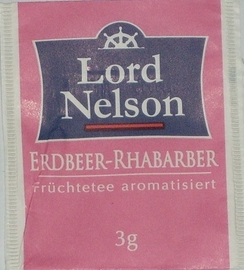 Lord
Nelson
ERDBEER-RHABARBER
früchtetee aromatisiert
3g